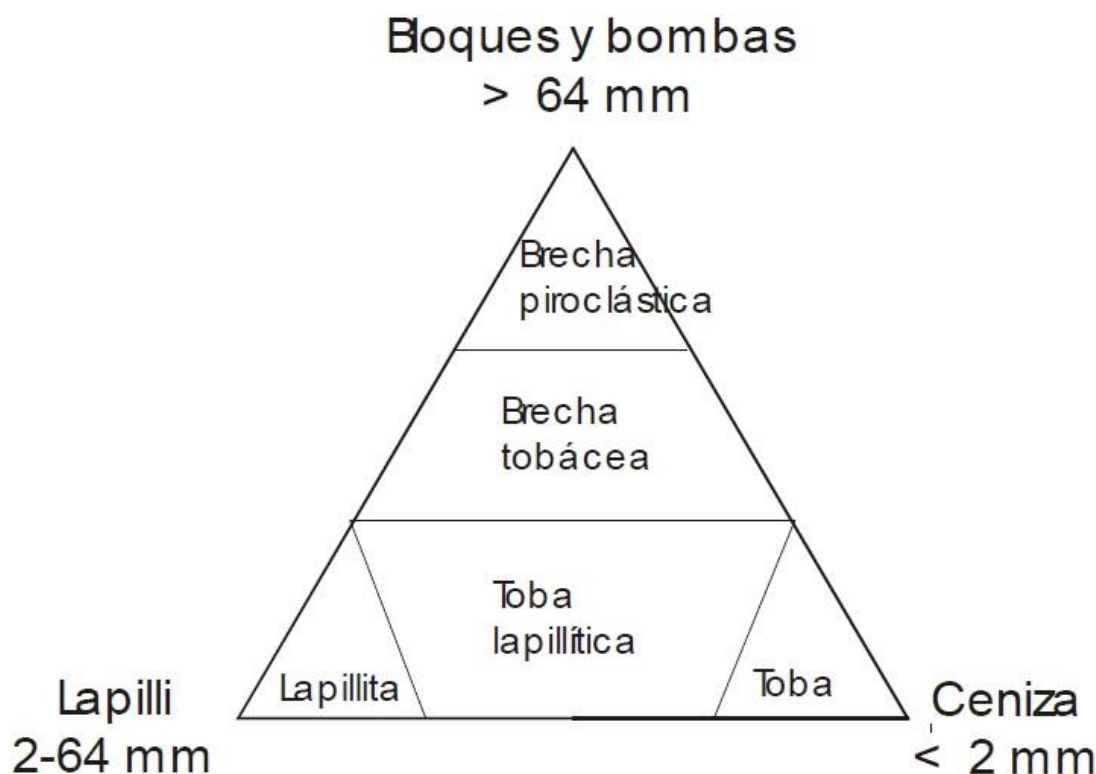 Bloques y bombas
> 64 mm
Brecha
piroclástica
Brecha
tobácea
Toba
lapillítica
Lapillita
Toba
Lapilli
2-64 mm
Ceniza
< 2 mm